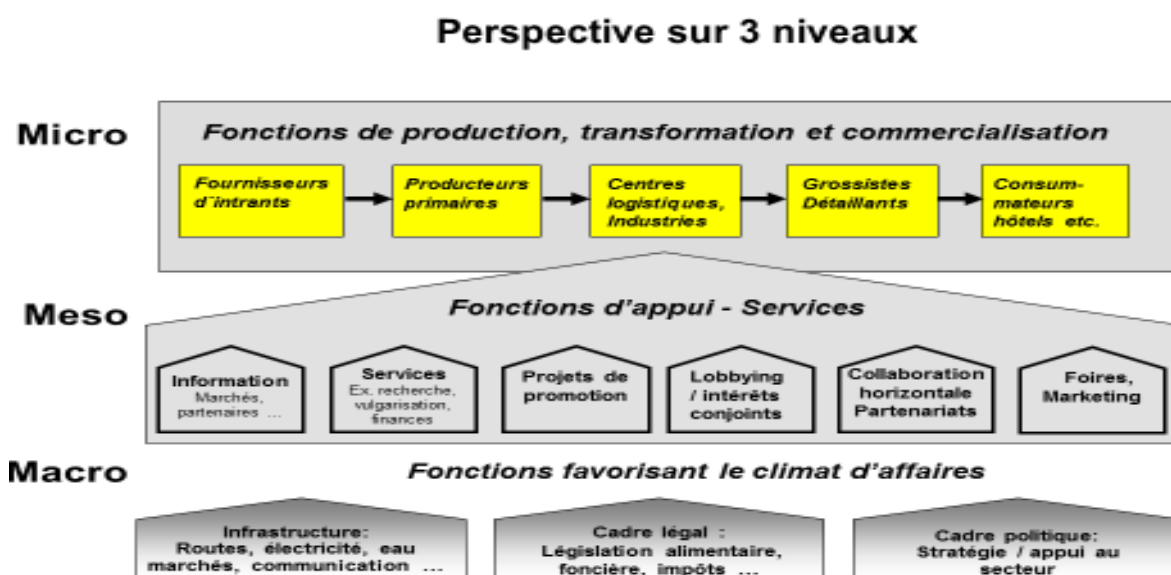 Perspective sur 3 niveaux
Micro
Fonctions de production, transformation et commercialisation
Fournisseurs
d¨intrants
Producteurs
primaires
Centres
logistiques,
Industries
Grossistes
Détaillants
Consum-
mateurs
hôtels etc.
Meso
Fonctions d'appui - Services
Information
Marchés,
partenaires ...
Services
Ex. recherche,
vulgarisation,
finances
Projets de
promotion
Lobbying
/ intérêts
conjoints
Collaboration
horizontale
Partenariats
Foires,
Marketing
Macro
Fonctions favorisant le climat d'affaires
Infrastructure:
Routes, électricité, eau
marchés, communication ...
Cadre légal :
Législation alimentaire,
foncière, impôts ...
Cadre politique:
Stratégie / appui au
secteur